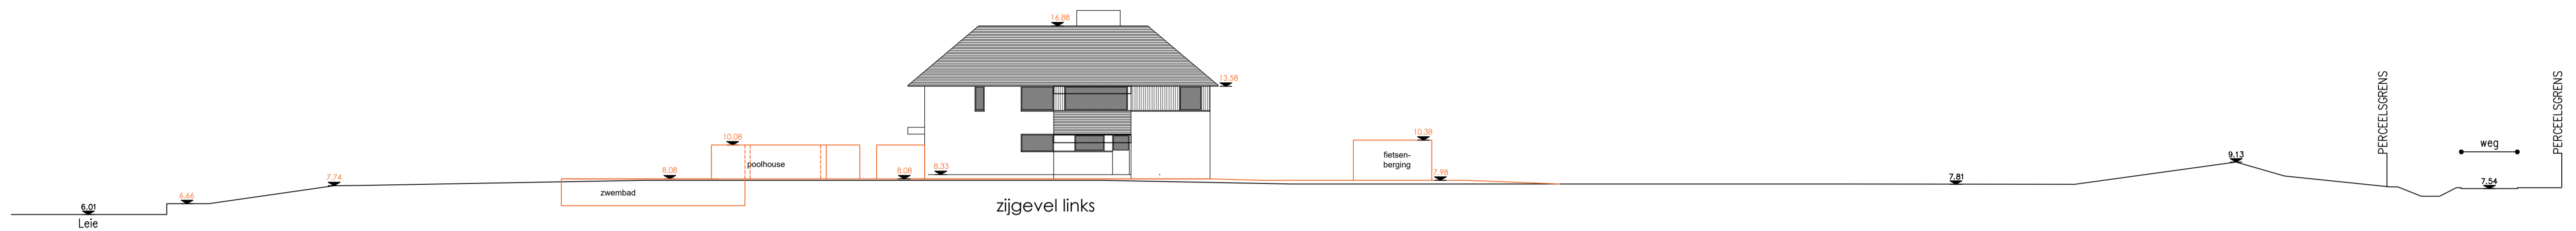 16.88
13.58
PERCEELSGRENS
PERCEELSGRENS
10.08
10.38
weg
poolhouse
fietsen-
berging
9.13
8.08
8.08
8.33
7.98
7.81
7.54
7.74
zwembad
6.66
6.01
Leie
zijgevel links